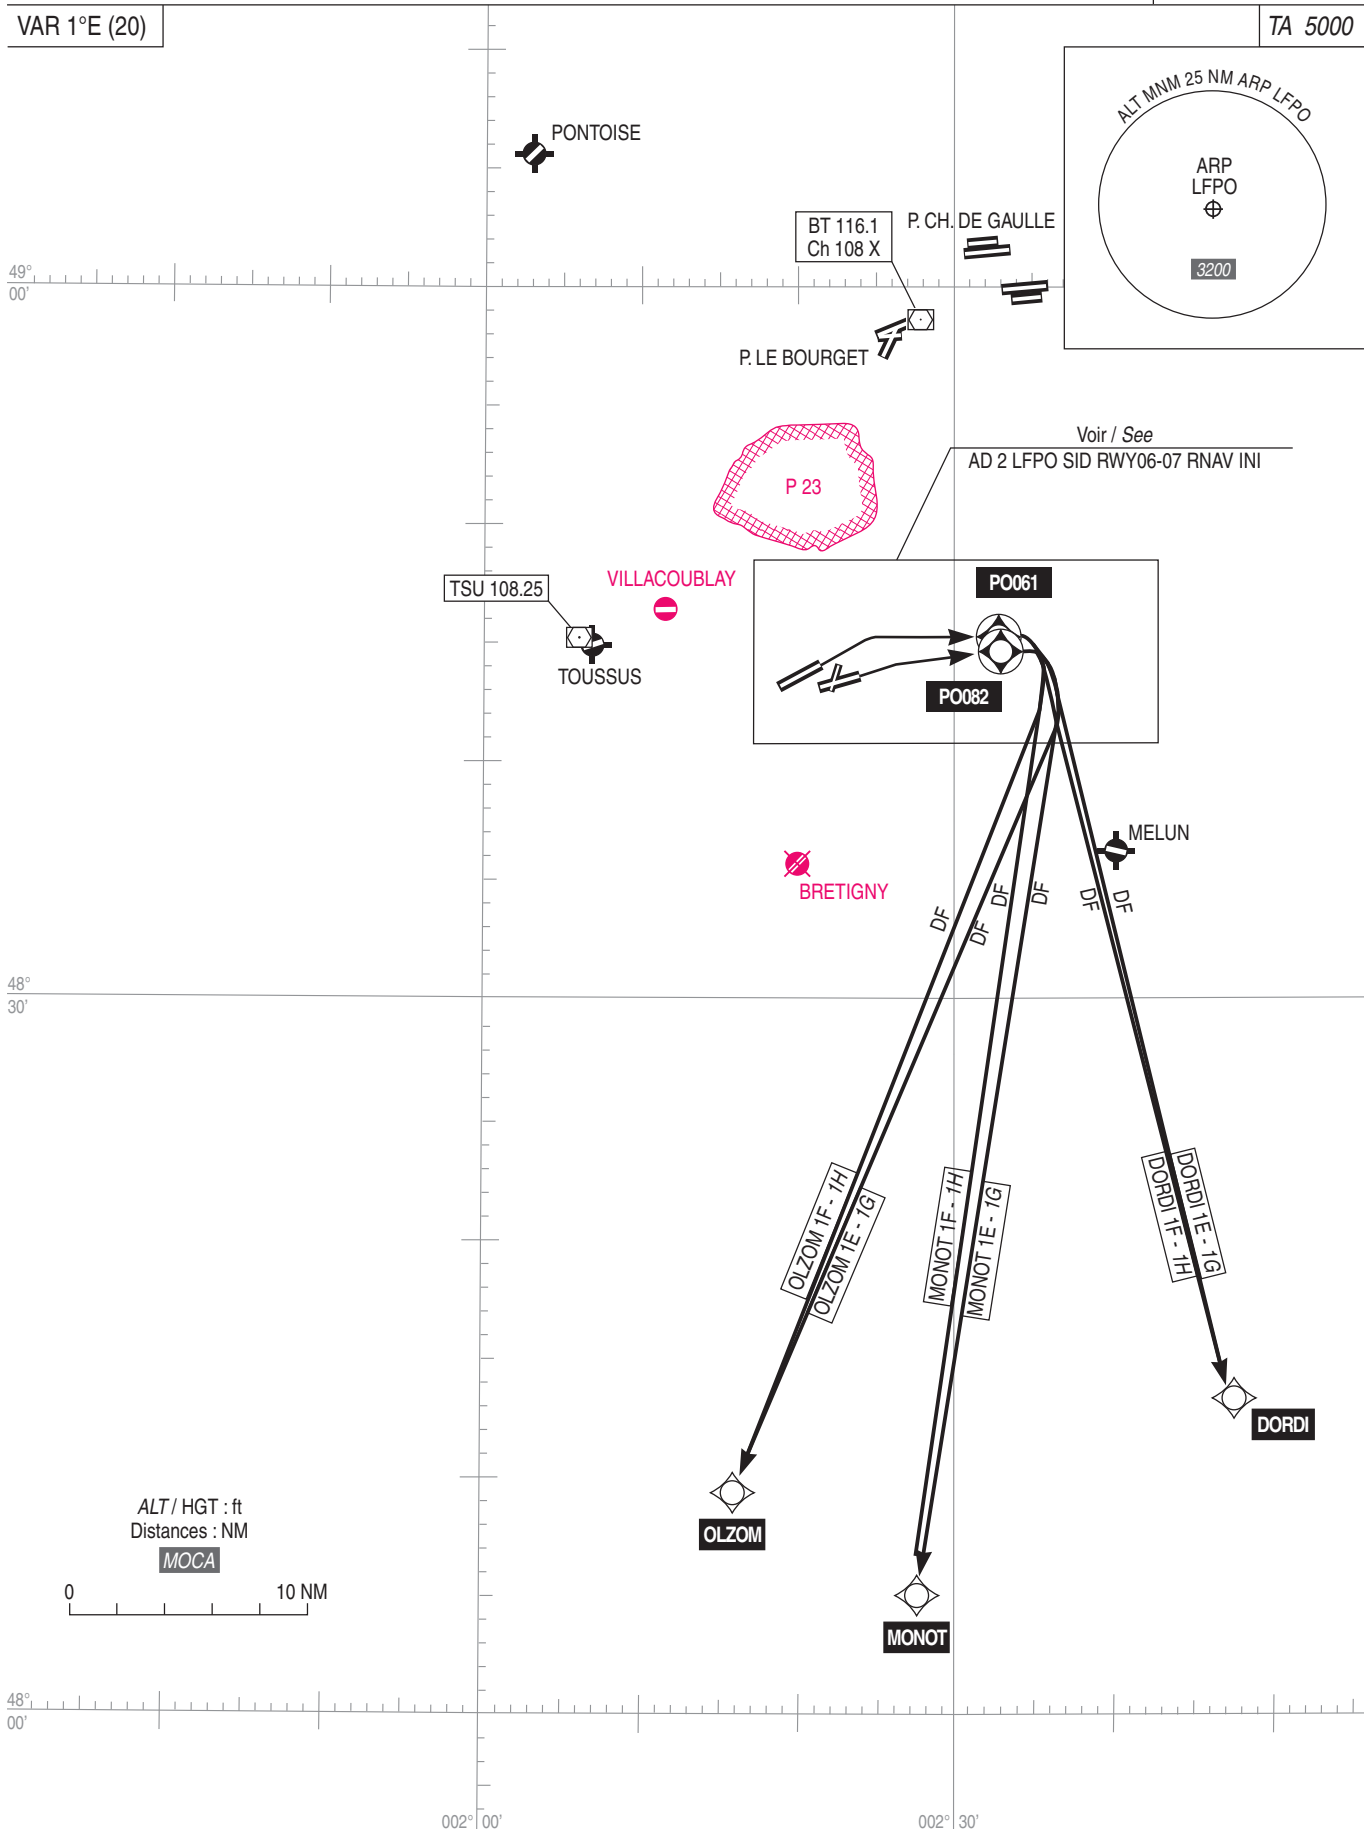 VAR 1°E (20)
TA 5000
ALT MNM 25 NM ARP LFPO
ARP
LFPO
3200
PONTOISE
BT 116.1
Ch 108 X
P. CH. DE GAULLE
49°
00'
P. LE BOURGET
Voir / See
AD 2 LFPO SID RWY06-07 RNAV INI
P 23
VILLACOUBLAY
TSU 108.25
TOUSSUS
PO061
PO082
MELUN
BRETIGNY
DF
DF
DF
DF
DF
DF
48°
30'
OLZOM 1F - 1H
OLZOM 1E - 1G
MONOT 1F - 1H
MONOT 1E - 1G
DORDI 1E - 1G
DORDI 1F - 1H
DORDI
OLZOM
MONOT
ALT / HGT : ft
Distances : NM
MOCA
0 10 NM
48°
00'
002° 00'
002° 30'